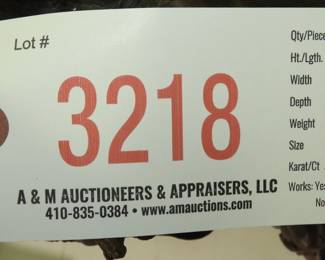 Lot #
3218
A & M AUCTIONEERS & APPRAISERS, LLC
410-835-0384 • www.amauctions.com
Qty/Piece
Ht./Lgth.
Width
Depth
Weight
Size
Karat/Ct
Works: Yes
No